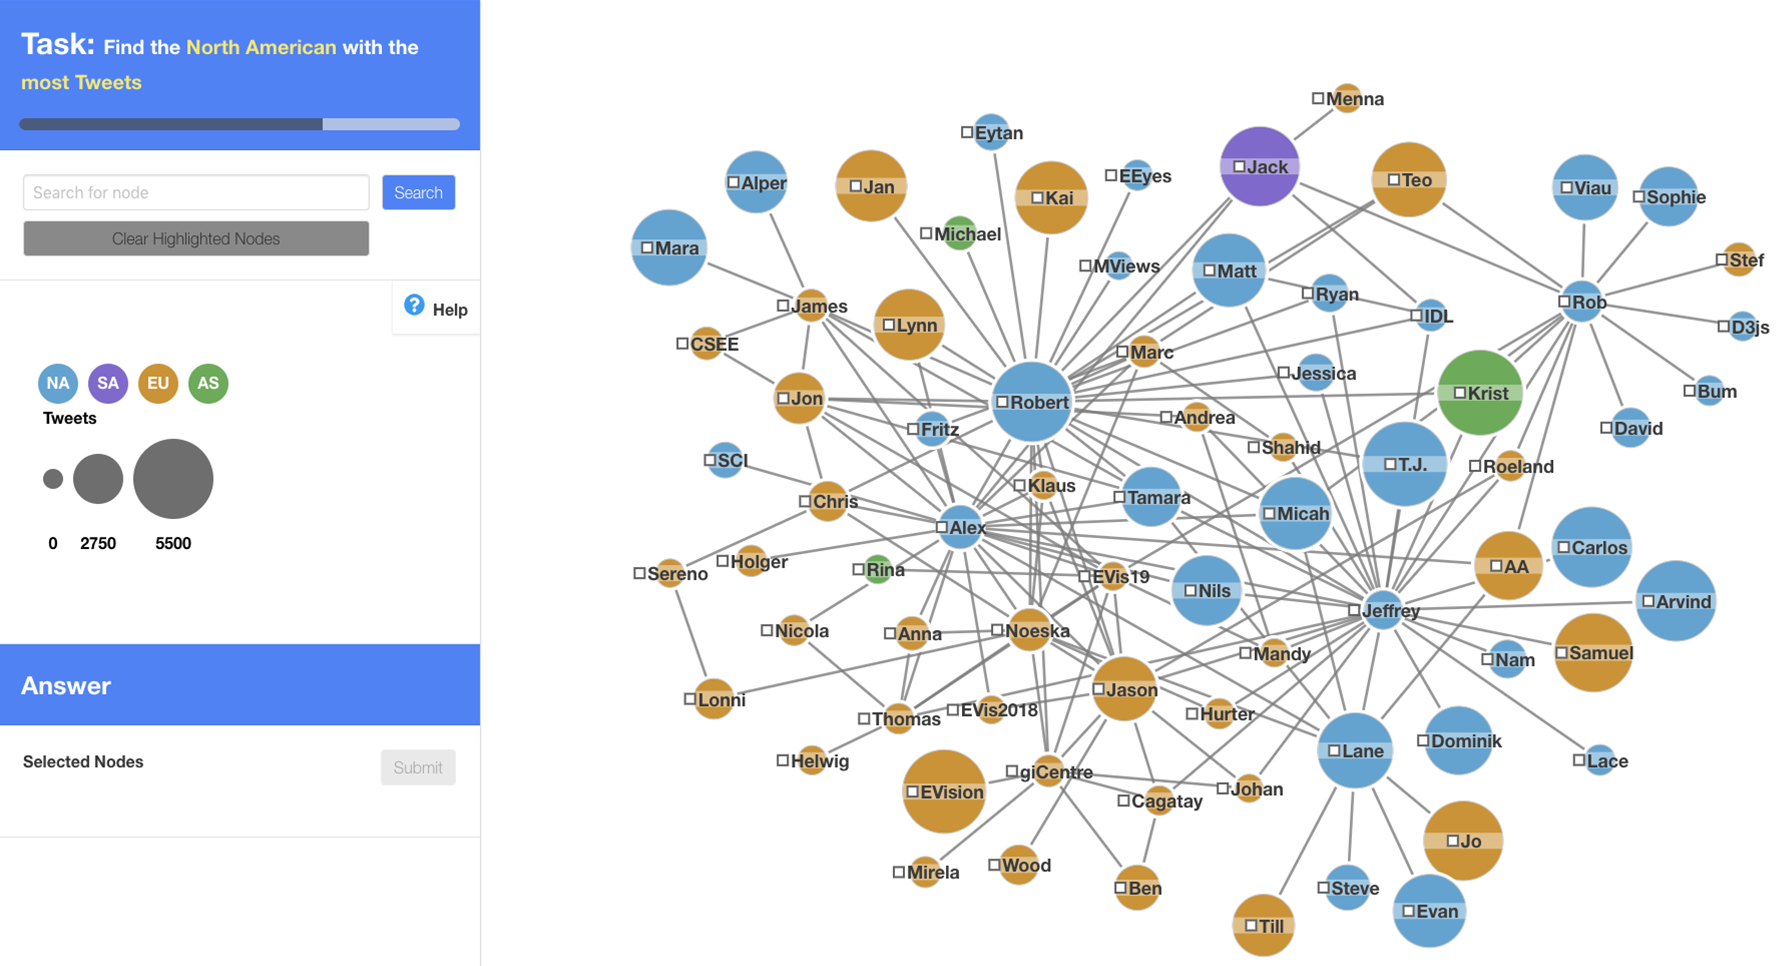 Task: Find the North American with the
most Tweets
Search for node
Search
Clear Highlighted Nodes
? Help
NA SA EU AS
Tweets
0 2750 5500
Answer
Selected Nodes
Submit
Menna
Eytan
Jack
EEyes
Teo
Alper
Jan
Kai
Viau
Sophie
Michael
Mara
Stef
MViews
Matt
Ryan
Rob
James
IDL
D3js
Lynn
CSEE
Marc
Jessica
Krist
Bum
Jon
Robert
Andrea
Fritz
David
Shahid
SCI
T.J.
Roeland
Klaus
Tamara
Chris
Micah
Alex
Carlos
Holger
AA
Sereno
Rina
EVis19
Nils
Arvind
Jeffrey
Nicola
Anna
Noeska
Mandy
Samuel
Nam
Jason
Lonni
EVis2018
Hurter
Thomas
Dominik
Lane
Helwig
Lace
giCentre
Johan
EVision
Cagatay
Jo
Wood
Mirela
Ben
Steve
Evan
Till